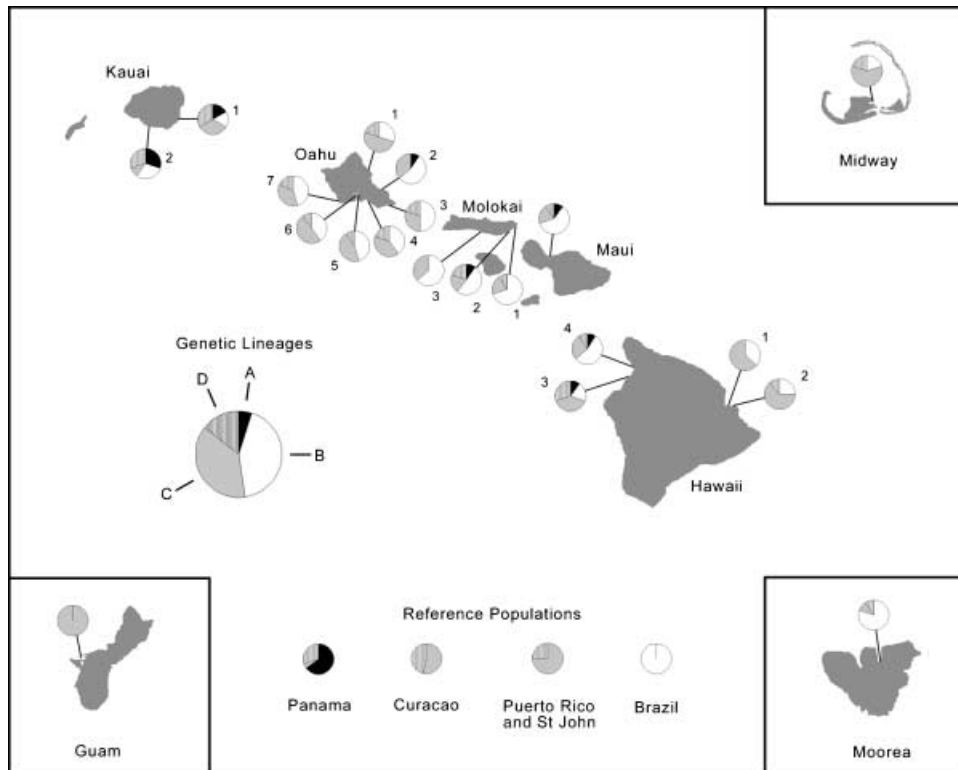 Kauai
1
2
Oahu
1
2
3
4
5
6
7
Molokai
3
2
1
Maui
Midway
Genetic Lineages
D
A
B
C
4
3
1
2
Hawaii
Guam
Reference Populations
Panama
Curacao
Puerto Rico
and St John
Brazil
Moorea